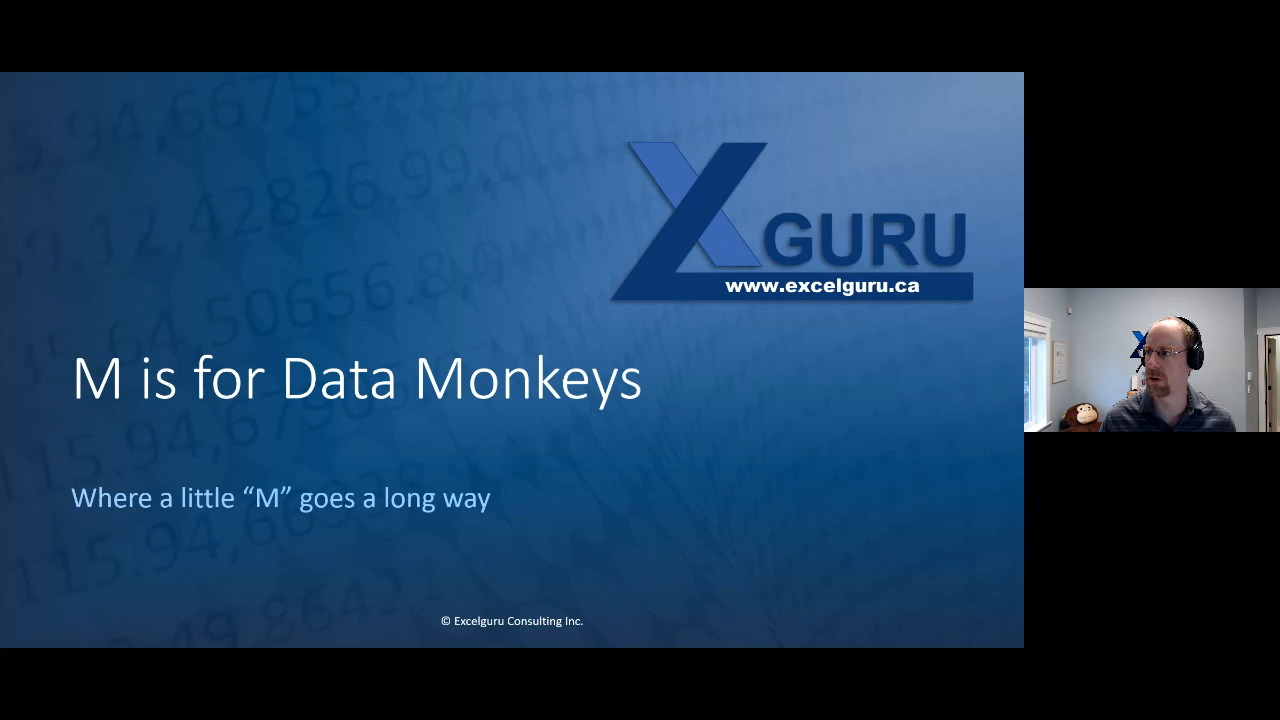 GURU
www.excelguru.ca
M is for Data Monkeys
Where a little “M” goes a long way
© Excelguru Consulting Inc.